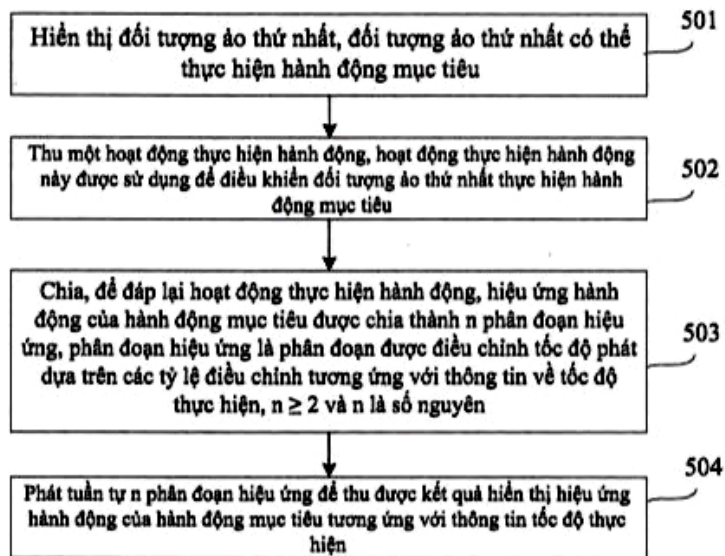 Hiển thị đối tượng ảo thứ nhất, đối tượng ảo thứ nhất có thể
thực hiện hành động mục tiêu
501
Thu một hoạt động thực hiện hành động, hoạt động thực hiện hành động
này được sử dụng để điều khiển đối tượng ảo thứ nhất thực hiện hành
động mục tiêu
502
Chia, để đáp lại hoạt động thực hiện hành động, hiệu ứng hành
động của hành động mục tiêu được chia thành n phân đoạn hiệu
ứng, phân đoạn hiệu ứng là phân đoạn được điều chỉnh tốc độ phát
dựa trên các tỷ lệ điều chỉnh tương ứng với thông tin về tốc độ
thực hiện, n ≥ 2 và n là số nguyên
503
Phát tuần tự n phân đoạn hiệu ứng để thu được kết quả hiển thị hiệu ứng
hành động của hành động mục tiêu tương ứng với thông tin tốc độ thực
hiện
504